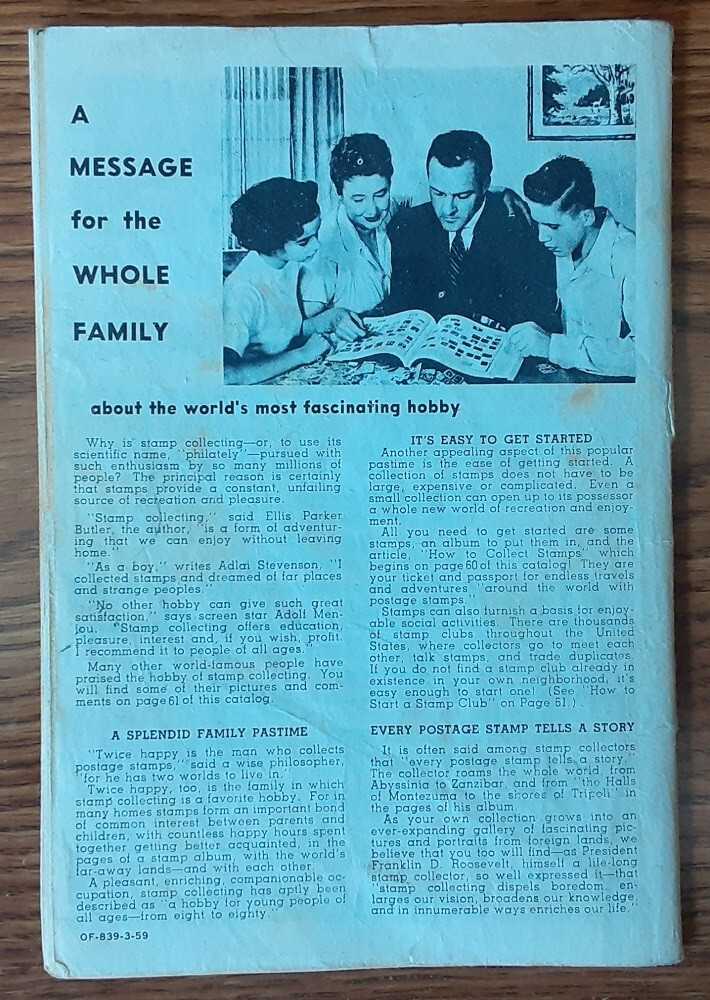 A
MESSAGE
for the
WHOLE
FAMILY
about the world's most fascinating hobby
Why is stamp collecting—or, to use its
scientific name, "philately"—pursued with
such enthusiasm by so many millions of
people? The principal reason is certainly
that stamps provide a constant, unfailing
source of recreation and pleasure.
"Stamp collecting," said Ellis Parker
Butler, the author, "is a form of adventur-
ing that we can enjoy without leaving
home."
"As a boy," writes Adlai Stevenson, "I
collected stamps and dreamed of far places
and strange peoples."
"No other hobby can give such great
satisfaction," says screen star Adolf Men-
jou. "Stamp collecting offers education,
pleasure, interest and, if you wish, profit.
I recommend it to people of all ages."
Many other world-famous people have
praised the hobby of stamp collecting. You
will find some of their pictures and com-
ments on page 61 of this catalog.
A SPLENDID FAMILY PASTIME
"Twice happy is the man who collects
postage stamps," said a wise philosopher,
"for he has two worlds to live in."
Twice happy, too, is the family in which
stamp collecting is a favorite hobby. For in
many homes stamps form an important bond
of common interest between parents and
children, with countless happy hours spent
together getting better acquainted, in the
pages of a stamp album, with the world's
far-away lands—and with each other.
A pleasant, enriching, companionable oc-
cupation, stamp collecting has aptly been
described as "a hobby for young people of
all ages—from eight to eighty."
OF-839-3-59
IT'S EASY TO GET STARTED
Another appealing aspect of this popular
pastime is the ease of getting started. A
collection of stamps does not have to be
large, expensive or complicated. Even a
small collection can open up to its possessor
a whole new world of recreation and enjoy-
ment.
All you need to get started are some
stamps, an album to put them in, and the
article, "How to Collect Stamps" which
begins on page 60 of this catalog! They are
your ticket and passport for endless travels
and adventures "around the world with
postage stamps."
Stamps can also furnish a basis for enjoy-
able social activities. There are thousands
of stamp clubs throughout the United
States, where collectors go to meet each
other, talk stamps, and trade duplicates.
If you do not find a stamp club already in
existence in your own neighborhood, it's
easy enough to start one! (See "How to
Start a Stamp Club" on Page 61.)
EVERY POSTAGE STAMP TELLS A STORY
It is often said among stamp collectors
that "every postage stamp tells a story."
The collector roams the whole world, from
Abyssinia to Zanzibar, and from "the Halls
of Montezuma to the shores of Tripoli" in
the pages of his album.
As your own collection grows into an
ever-expanding gallery of fascinating pic-
tures and portraits from foreign lands, we
believe that you too will find—as President
Franklin D. Roosevelt, himself a life-long
stamp collector, so well expressed it—that
"stamp collecting dispels boredom, en-
larges our vision, broadens our knowledge,
and in innumerable ways enriches our life."